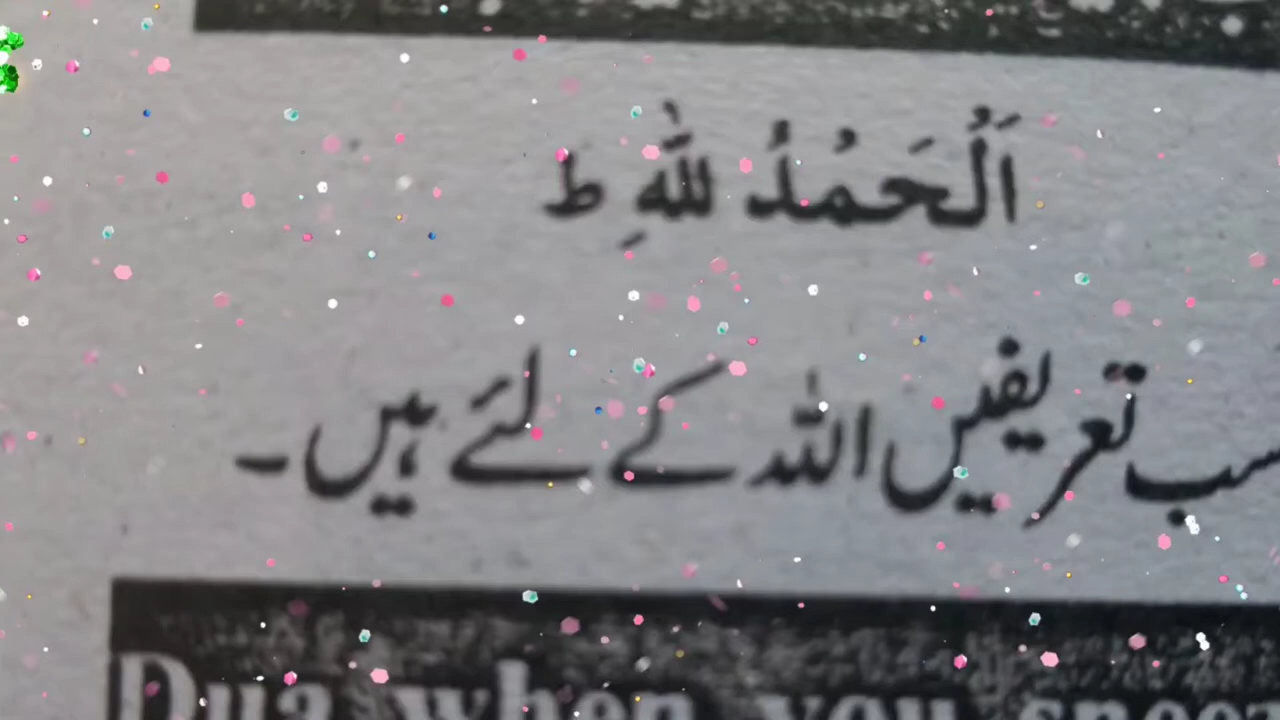 اَلْحَمْدُ لِلّٰهِ ط
سب تعریفیں اللہ کے لئے ہیں۔
Dua when you sneez